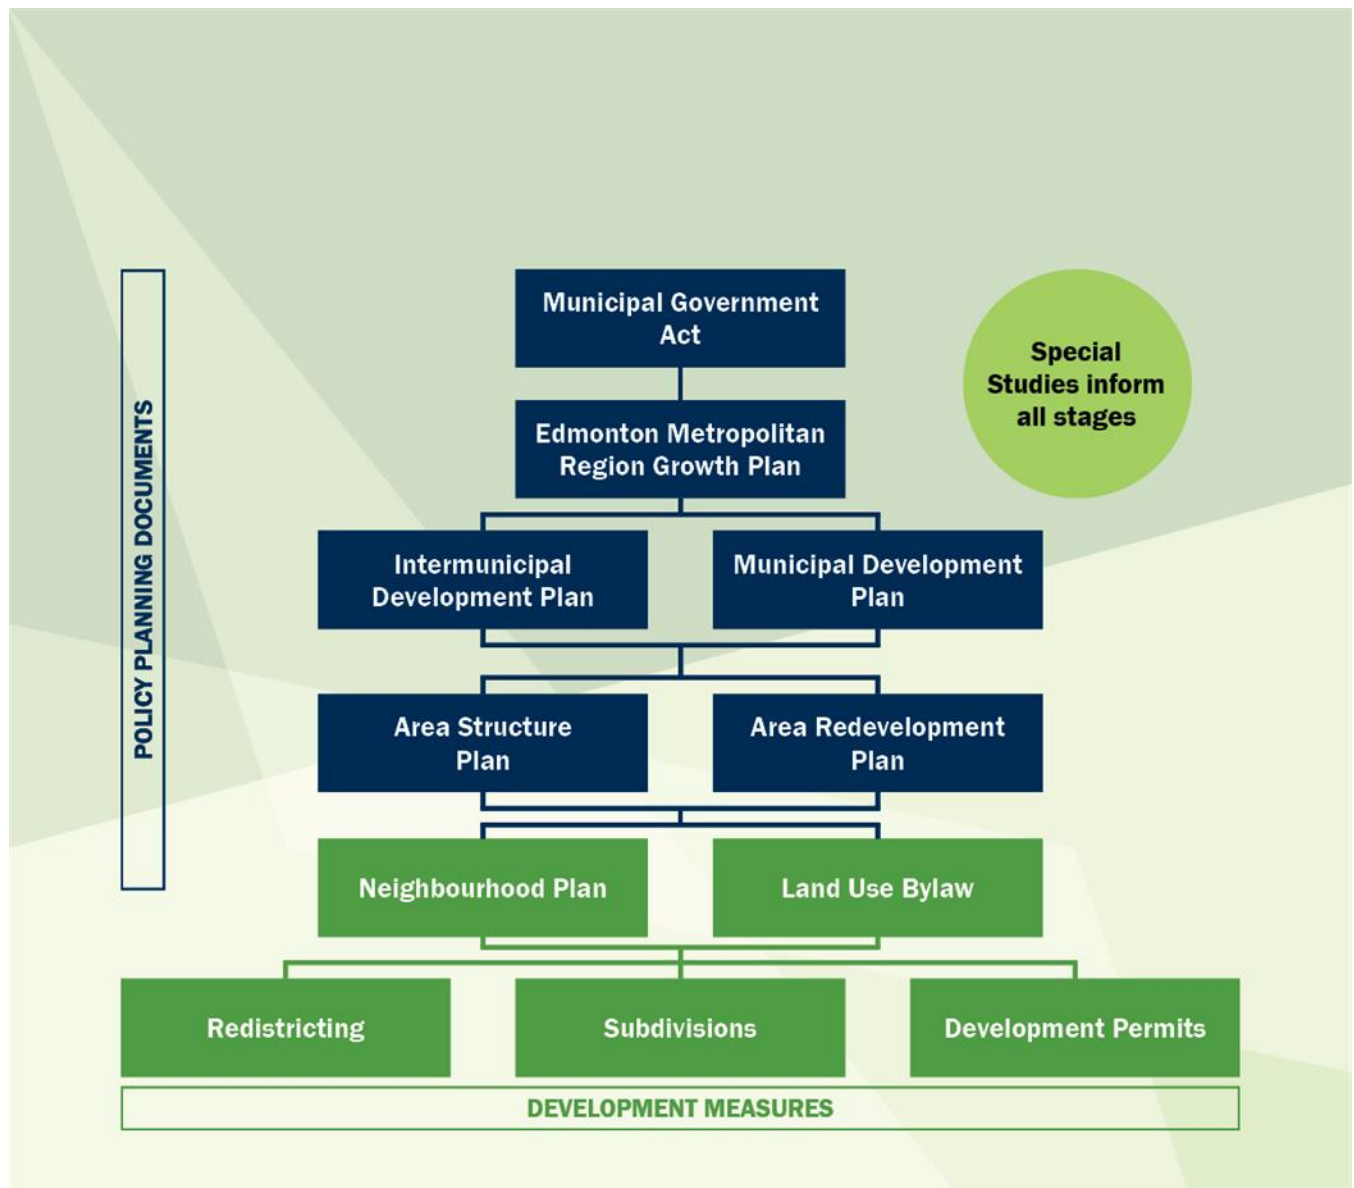 Municipal Government
Act
Special
Studies inform
all stages
Edmonton Metropolitan
Region Growth Plan
POLICY PLANNING DOCUMENTS
Intermunicipal
Development Plan
Municipal Development
Plan
Area Structure
Plan
Area Redevelopment
Plan
Neighbourhood Plan
Land Use Bylaw
Redistricting
Subdivisions
Development Permits
DEVELOPMENT MEASURES